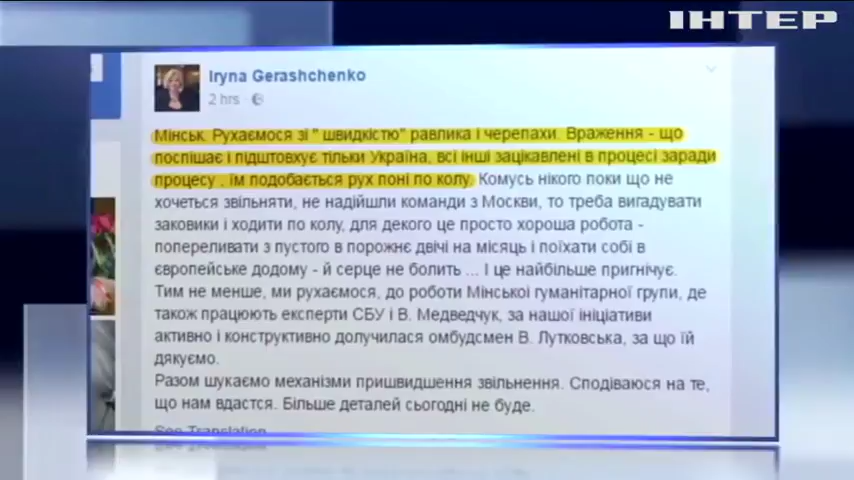 ІНТЕР
Iryna Gerashchenko
2 hrs
Мінськ. Рухаємося зі " швидкістю" равлика і черепахи. Враження - що
поспішає і підштовхує тільки Україна, всі інші зацікавлені в процесі заради
процесу , їм подобається рух поні по колу. Комусь нікого поки що не
хочеться звільняти, не надійшли команди з Москви, то треба вигадувати
заковики і ходити по колу, для декого це просто хороша робота -
попереливати з пустого в порожнє двічі на місяць і поїхати собі в
європейське додому - й серце не болить ... І це найбільше пригнічує.
Тим не менше, ми рухаємося, до роботи Мінської гуманітарної групи, де
також працюють експерти СБУ і В. Медведчук, за нашої ініціативи
активно і конструктивно долучилася омбудсмен В. Лутковська, за що їй
дякуємо.
Разом шукаємо механізми пришвидшення звільнення. Сподіваюся на те,
що нам вдастся. Більше деталей сьогодні не буде.
See Translation